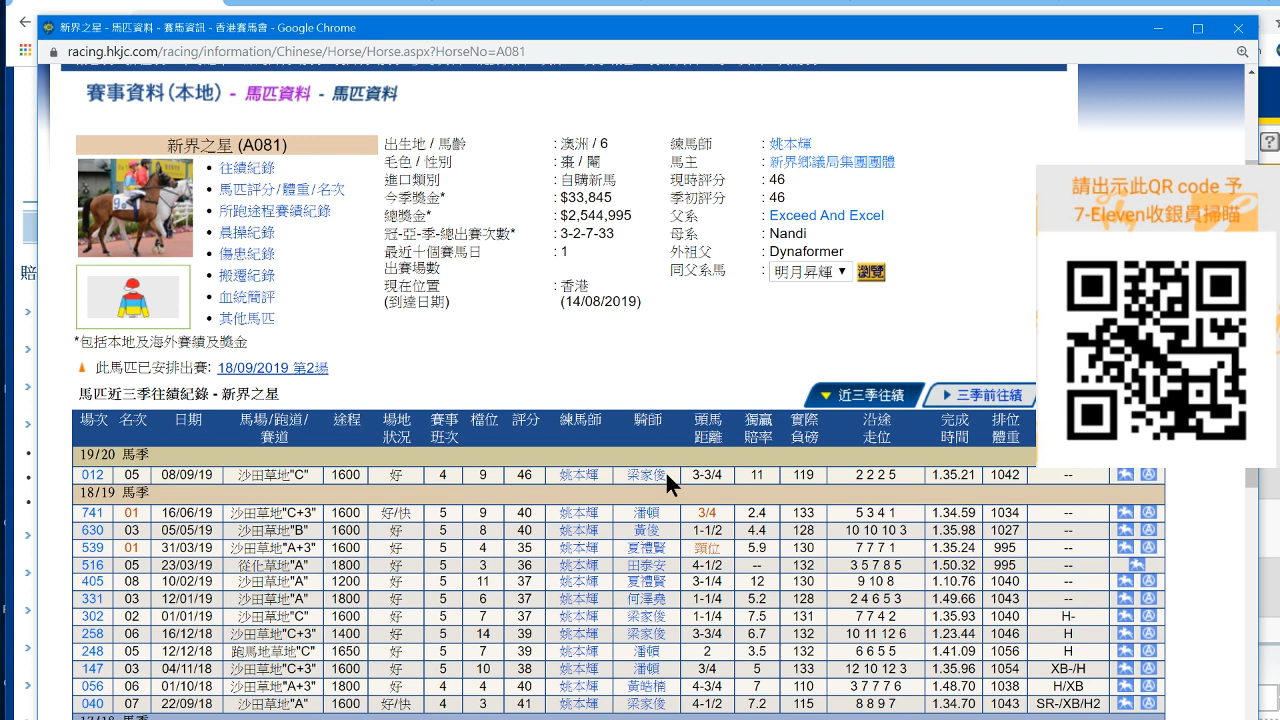 新界之星 - 馬匹資料 - 賽馬資訊 - 香港賽馬會 - Google Chrome
racing.hkjc.com/racing/information/Chinese/Horse/Horse.aspx?HorseNo=A081
賽事資料(本地) - 馬匹資料 - 馬匹資料
新界之星 (A081)
往績紀錄
馬匹評分/體重/名次
所跑途程賽績紀錄
晨操紀錄
傷患紀錄
搬遷紀錄
血統簡評
其他馬匹
出生地 / 馬齡 : 澳洲 / 6
毛色 / 性別 : 棗 / 閹
進口類別 : 自購新馬
今季獎金* : $33,845
總獎金* : $2,544,995
冠-亞-季-總出賽次數* : 3-2-7-33
最近十個賽馬日 : 1
出賽場數
現在位置 : 香港
(到達日期) (14/08/2019)
練馬師 : 姚本輝
馬主 : 新界鄉議局集團團體
現時評分 : 46
季初評分 : 46
父系 : Exceed And Excel
母系 : Nandi
外祖父 : Dynaformer
同父系馬 : 明月昇輝 瀏覽
*包括本地及海外賽績及獎金
此馬匹已安排出賽: 18/09/2019 第2場
馬匹近三季往績紀錄 - 新界之星
近三季往績 三季前往績
場次 名次 日期 馬場/跑道/賽道 途程 場地狀況 賽事班次 檔位 評分 練馬師 騎師 頭馬距離 獨贏賠率 實際負磅 沿途走位 完成時間 排位體重
19/20 馬季
012 05 08/09/19 沙田草地"C" 1600 好 4 9 46 姚本輝 梁家俊 3-3/4 11 119 2 2 2 5 1.35.21 1042 --
18/19 馬季
741 01 16/06/19 沙田草地"C+3" 1600 好/快 5 9 40 姚本輝 潘頓 3/4 2.4 133 5 3 4 1 1.34.59 1034 --
630 03 05/05/19 沙田草地"B" 1600 好 5 8 40 姚本輝 黃俊 1-1/2 4.4 128 10 10 10 3 1.35.98 1027 --
539 01 31/03/19 沙田草地"A+3" 1600 好 5 4 35 姚本輝 夏禮賢 頸位 5.9 130 7 7 7 1 1.35.24 995 --
516 05 23/03/19 從化草地"A" 1800 好 5 3 36 姚本輝 田泰安 4-1/2 -- 132 3 5 7 8 5 1.50.32 995 --
405 08 10/02/19 沙田草地"A" 1200 好 5 11 37 姚本輝 夏禮賢 3-1/4 12 130 9 10 8 1.10.76 1040 --
331 03 12/01/19 沙田草地"A" 1800 好 5 6 37 姚本輝 何澤堯 1-1/4 5.2 128 2 4 6 5 3 1.49.66 1043 --
302 02 01/01/19 沙田草地"C" 1600 好 5 7 37 姚本輝 梁家俊 1-1/4 7.5 131 7 7 4 2 1.35.93 1040 H-
258 06 16/12/18 沙田草地"C+3" 1400 好 5 14 39 姚本輝 梁家俊 3-3/4 6.7 132 10 11 12 6 1.23.44 1046 H
248 05 12/12/18 跑馬地草地"C" 1650 好 5 7 39 姚本輝 潘頓 2 3.5 132 6 6 5 5 1.41.09 1056 H
147 03 04/11/18 沙田草地"C+3" 1600 好 5 10 38 姚本輝 潘頓 3/4 5 133 12 10 12 3 1.35.96 1054 XB-/H
056 06 01/10/18 沙田草地"A+3" 1800 好 4 4 40 姚本輝 黃皓楠 4-3/4 7 110 3 7 7 7 6 1.48.70 1038 H/XB
040 07 22/09/18 沙田草地"A" 1600 好/快 4 3 41 姚本輝 梁家俊 4-1/2 7.2 115 8 8 9 7 1.34.70 1043 SR-/XB/H2
請出示此QR code 予
7-Eleven收銀員掃瞄
賠